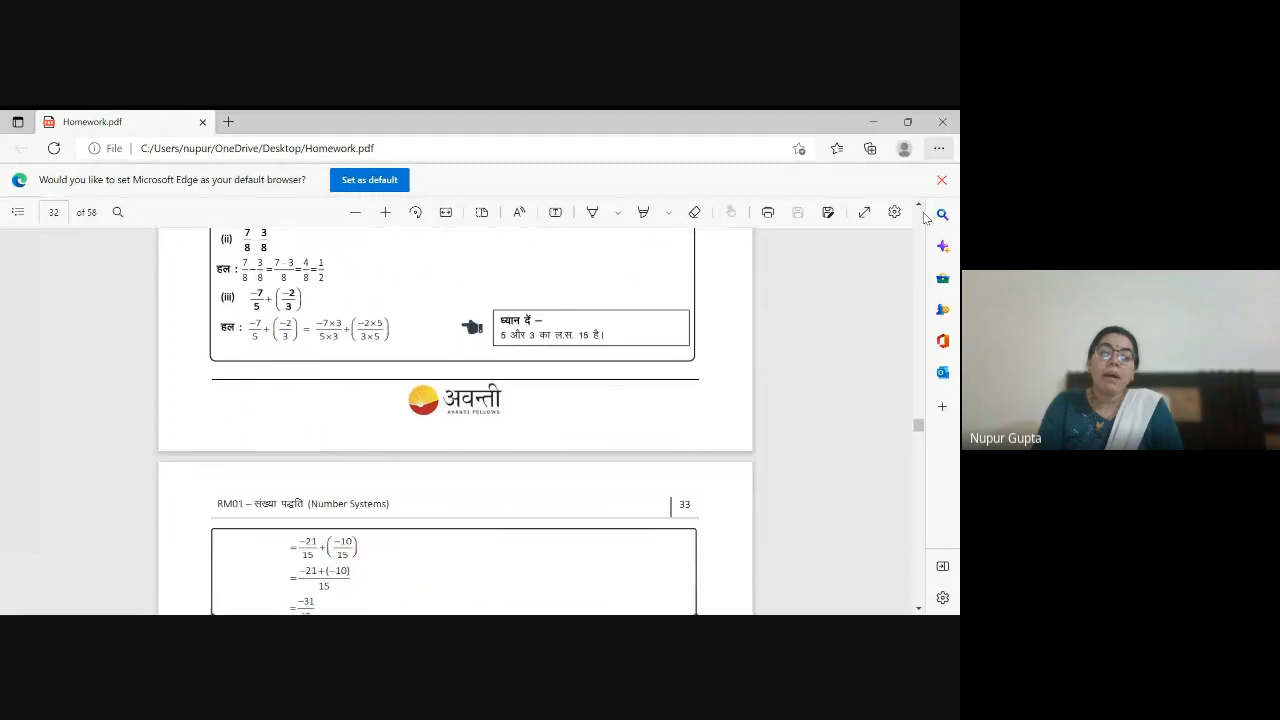 Homework.pdf
File
C:/Users/nupur/OneDrive/Desktop/Homework.pdf
Would you like to set Microsoft Edge as your default browser?
Set as default
32 of 58
(ii) 7/8 3/8
हल : 7/8 − 3/8 = 7−3/8 = 4/8 = 1/2
(iii) −7/5 + (−2/3)
हल : −7/5 + (−2/3) = −7×3/5×3 + (−2×5/3×5)
ध्यान दें −
5 और 3 का ल.स. 15 है।
अवन्ती
AVANTI FELLOWS
RM01 – संख्या पद्धति (Number Systems)
33
= −21/15 + (−10/15)
= −21+(−10)/15
= −31
Nupur Gupta